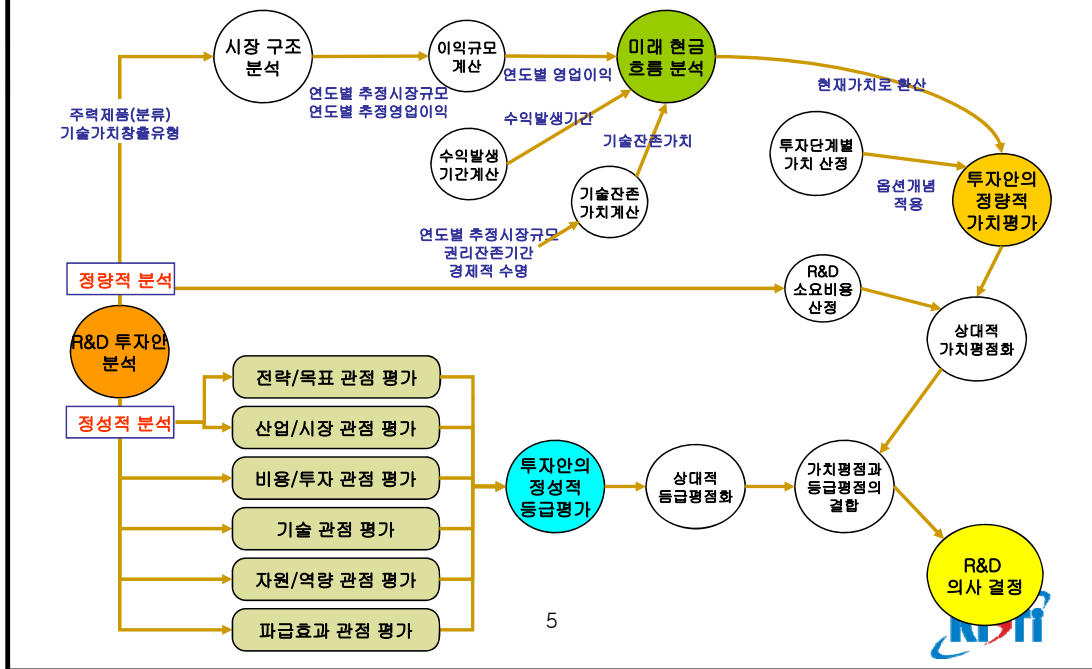 시장 구조
분석
이익규모
계산
미래 현금
흐름 분석
연도별 영업이익
현재가치로 환산
연도별 추정시장규모
연도별 추정영업이익
주력제품(분류)
기술가치창출유형
수익발생기간
기술잔존가치
수익발생
기간계산
투자단계별
가치 산정
기술잔존
가치계산
옵션개념
적용
투자안의
정량적
가치평가
연도별 추정시장규모
권리잔존기간
경제적 수명
정량적 분석
R&D
소요비용
산정
R&D 투자안
분석
상대적
가치평점화
정성적 분석
전략/목표 관점 평가
산업/시장 관점 평가
비용/투자 관점 평가
기술 관점 평가
자원/역량 관점 평가
파급효과 관점 평가
투자안의
정성적
등급평가
상대적
등급평점화
가치평점과
등급평점의
결합
R&D
의사 결정
5
KISTI